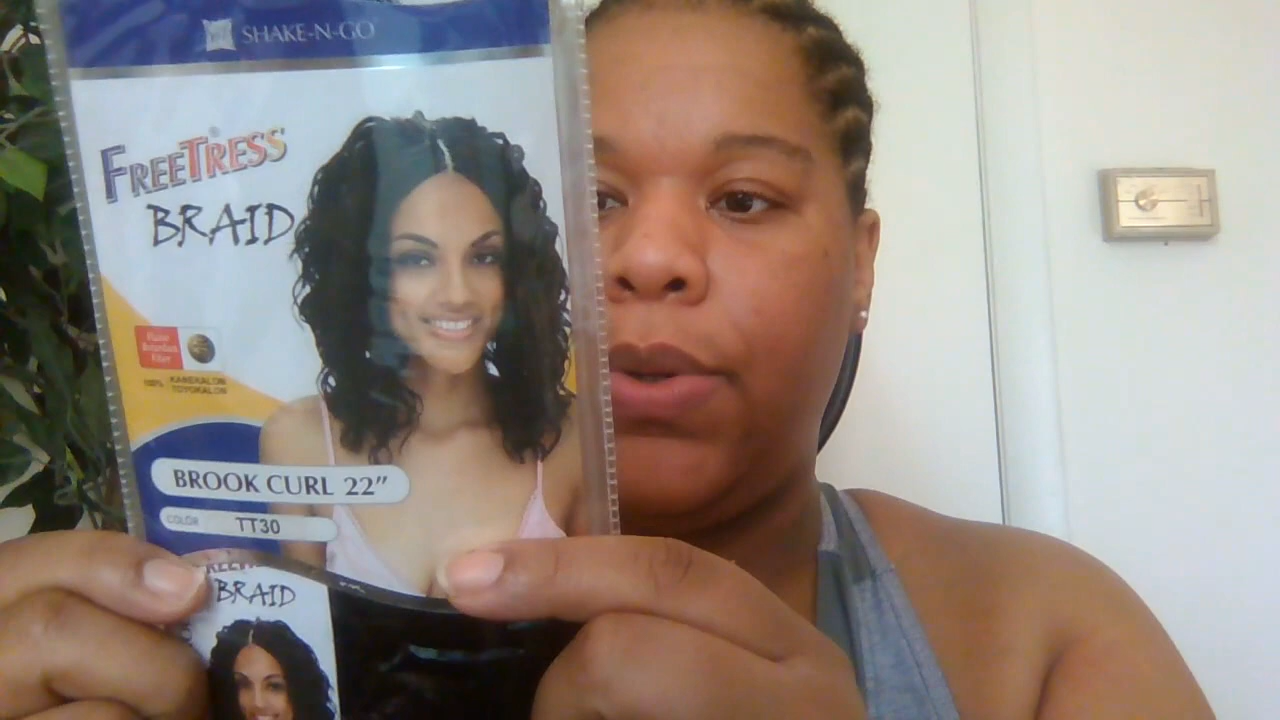 SHAKE-N-GO
FREETRESS®
BRAID
100% KANEKALON
TOYOKALON
BROOK CURL 22"
COLOR TT30
BRAID